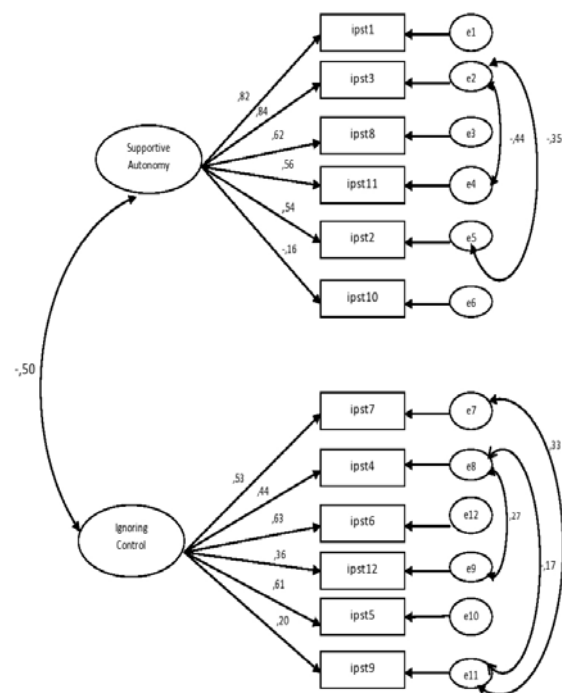 ipst1
e1
ipst3
e2
,82
,84
Supportive
Autonomy
,62
ipst8
e3
-,44
-,35
,56
ipst11
e4
,54
ipst2
e5
-,16
ipst10
e6
-,50
ipst7
e7
,33
,53
ipst4
e8
,44
Ignoring
Control
,63
ipst6
e12
,27
,36
ipst12
e9
-,17
,61
ipst5
e10
,20
ipst9
e11